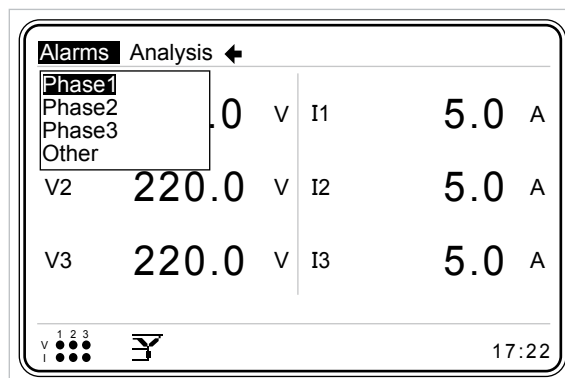 Alarms Analysis
Phase1
Phase2
Phase3
Other
.0 V I1 5.0 A
V2 220.0 V I2 5.0 A
V3 220.0 V I3 5.0 A
1 2 3
V
I
17:22